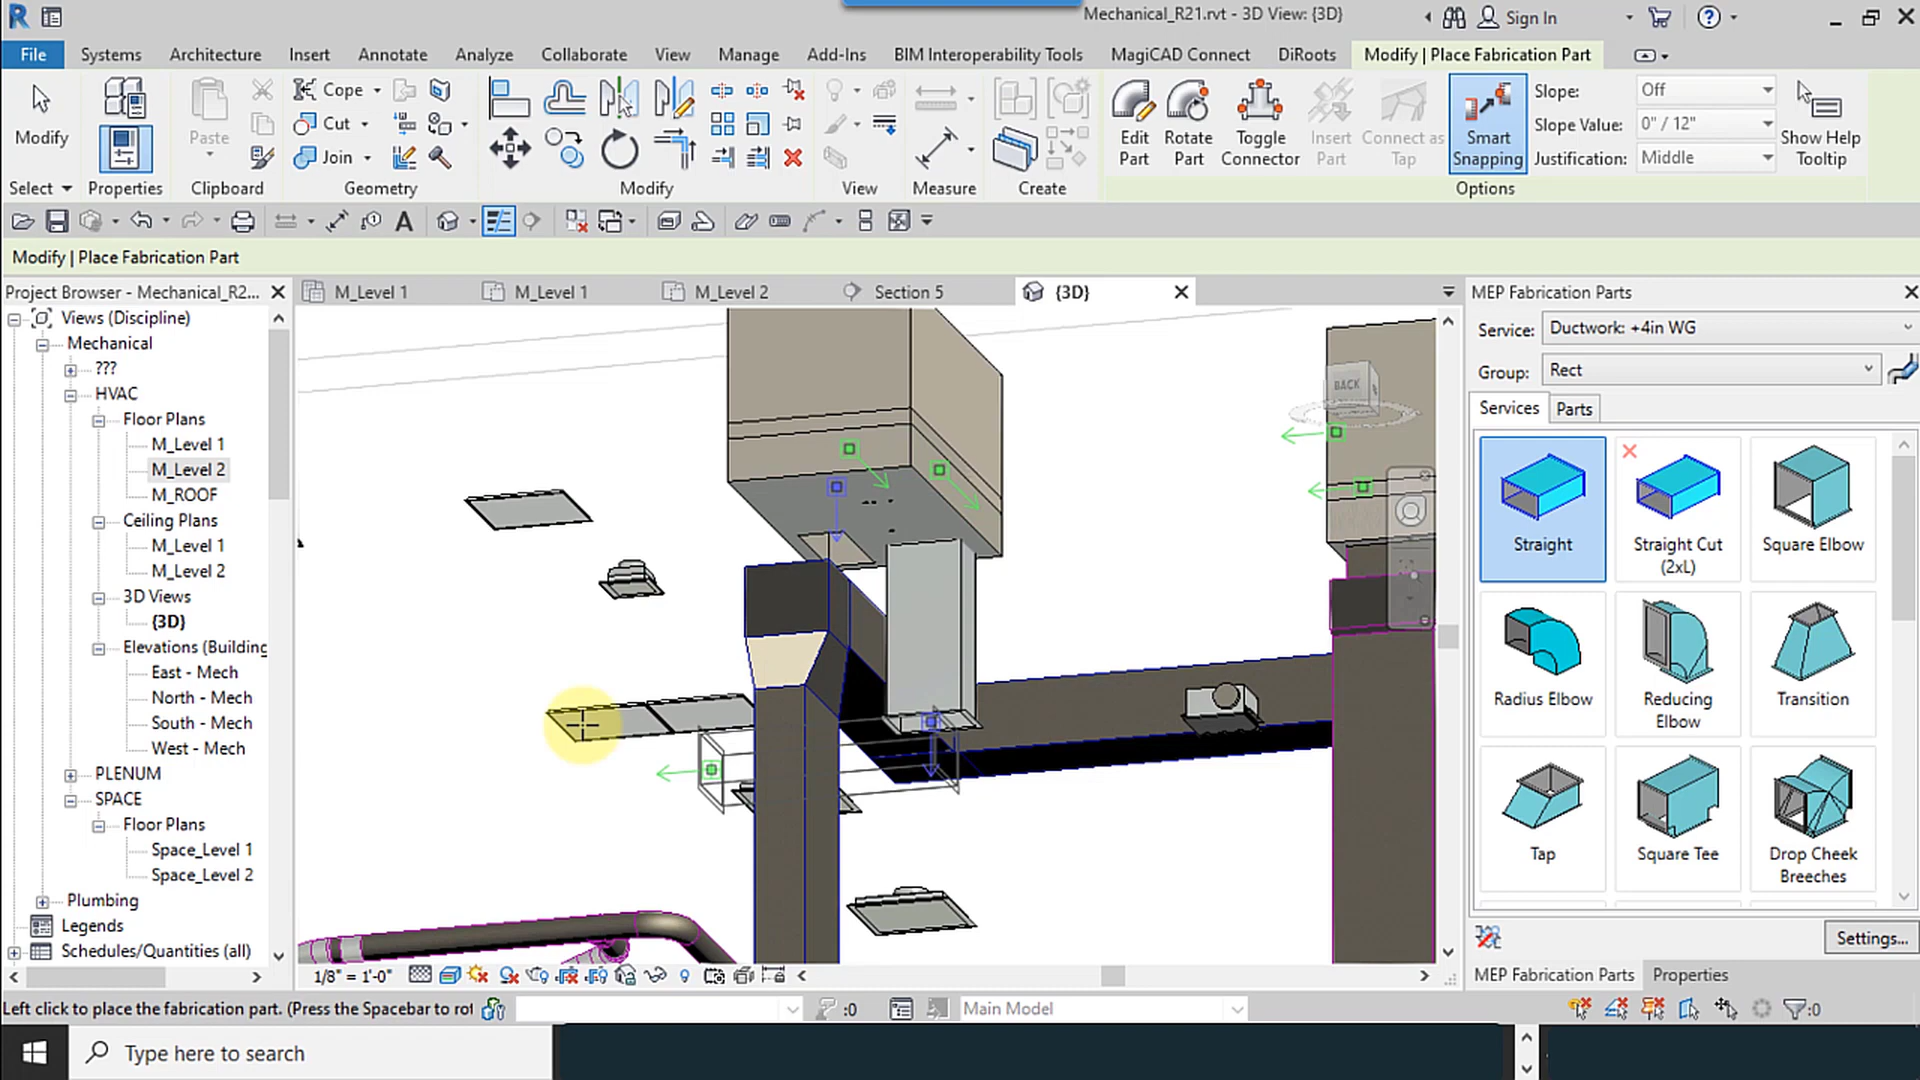 Mechanical_R21.rvt - 3D View: {3D}
Sign In
File
Systems
Architecture
Insert
Annotate
Analyze
Collaborate
View
Manage
Add-Ins
BIM Interoperability Tools
MagiCAD Connect
DiRoots
Modify | Place Fabrication Part
Modify
Paste
Cope
Cut
Join
Edit Part
Rotate Part
Toggle Connector
Insert Part
Connect as Tap
Smart Snapping
Slope: Off
Slope Value: 0" / 12"
Justification: Middle
Show Help Tooltip
Select
Properties
Clipboard
Geometry
Modify
View
Measure
Create
Options
Modify | Place Fabrication Part
Project Browser - Mechanical_R2...
M_Level 1
M_Level 1
M_Level 2
Section 5
{3D}
Views (Discipline)
Mechanical
???
HVAC
Floor Plans
M_Level 1
M_Level 2
M_ROOF
Ceiling Plans
M_Level 1
M_Level 2
3D Views
{3D}
Elevations (Building
East - Mech
North - Mech
South - Mech
West - Mech
PLENUM
SPACE
Floor Plans
Space_Level 1
Space_Level 2
Plumbing
Legends
Schedules/Quantities (all)
BACK
MEP Fabrication Parts
Service: Ductwork: +4in WG
Group: Rect
Services
Parts
Straight
Straight Cut (2xL)
Square Elbow
Radius Elbow
Reducing Elbow
Transition
Tap
Square Tee
Drop Cheek Breeches
Settings...
MEP Fabrication Parts
Properties
1/8" = 1'-0"
Left click to place the fabrication part. (Press the Spacebar to rot
:0
Main Model
:0
Type here to search